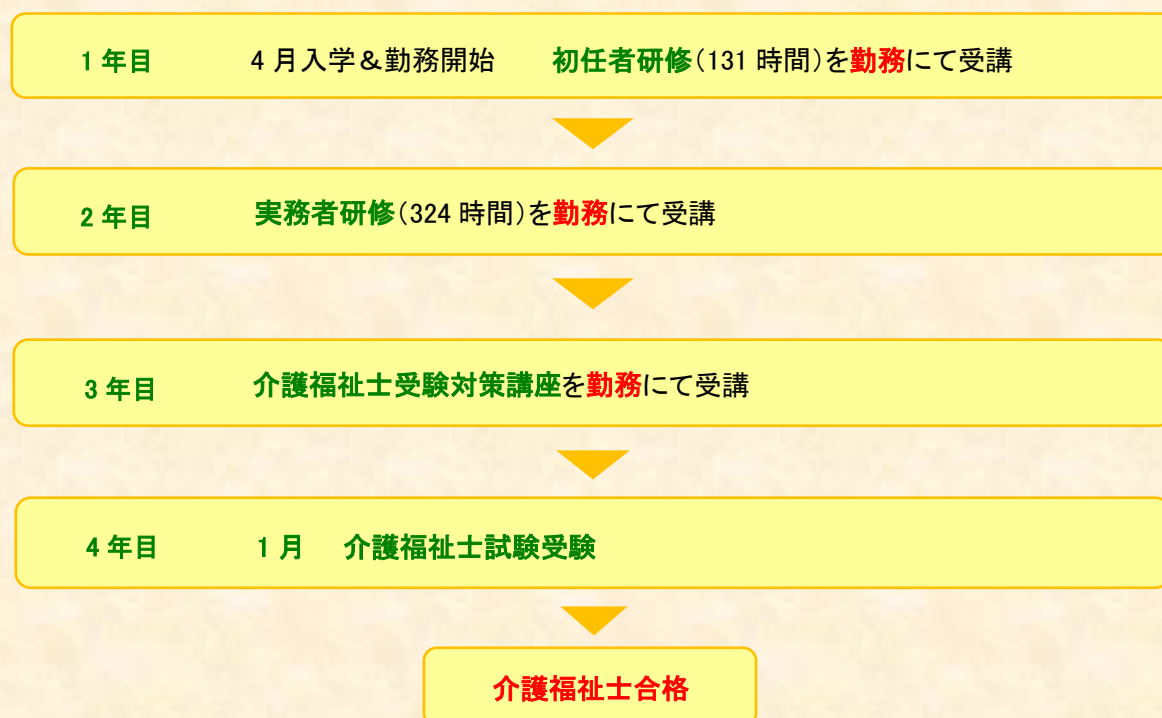 1年目 4月入学＆勤務開始 初任者研修（131時間）を勤務にて受講
2年目 実務者研修（324時間）を勤務にて受講
3年目 介護福祉士受験対策講座を勤務にて受講
4年目 1月 介護福祉士試験受験
介護福祉士合格